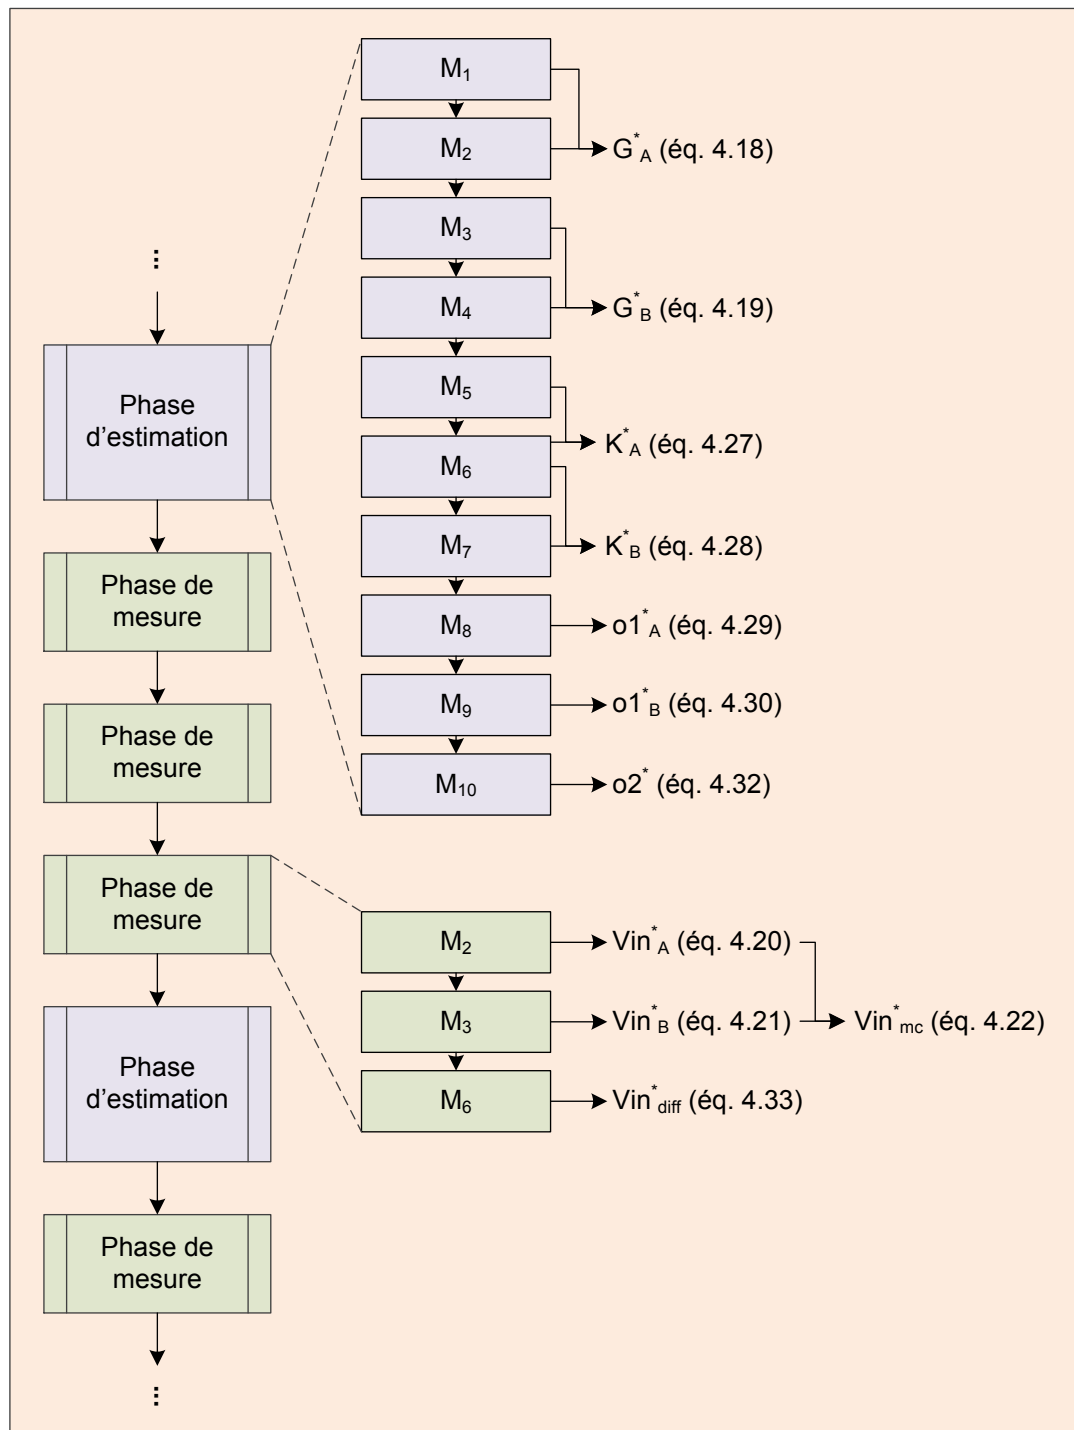 ...
Phase
d'estimation
Phase de
mesure
Phase de
mesure
Phase de
mesure
Phase
d'estimation
Phase de
mesure
...
M1
M2
G*A (éq. 4.18)
M3
M4
G*B (éq. 4.19)
M5
K*A (éq. 4.27)
M6
M7
K*B (éq. 4.28)
M8
o1*A (éq. 4.29)
M9
o1*B (éq. 4.30)
M10
o2* (éq. 4.32)
M2
Vin*A (éq. 4.20)
M3
Vin*B (éq. 4.21)
Vin*mc (éq. 4.22)
M6
Vin*diff (éq. 4.33)